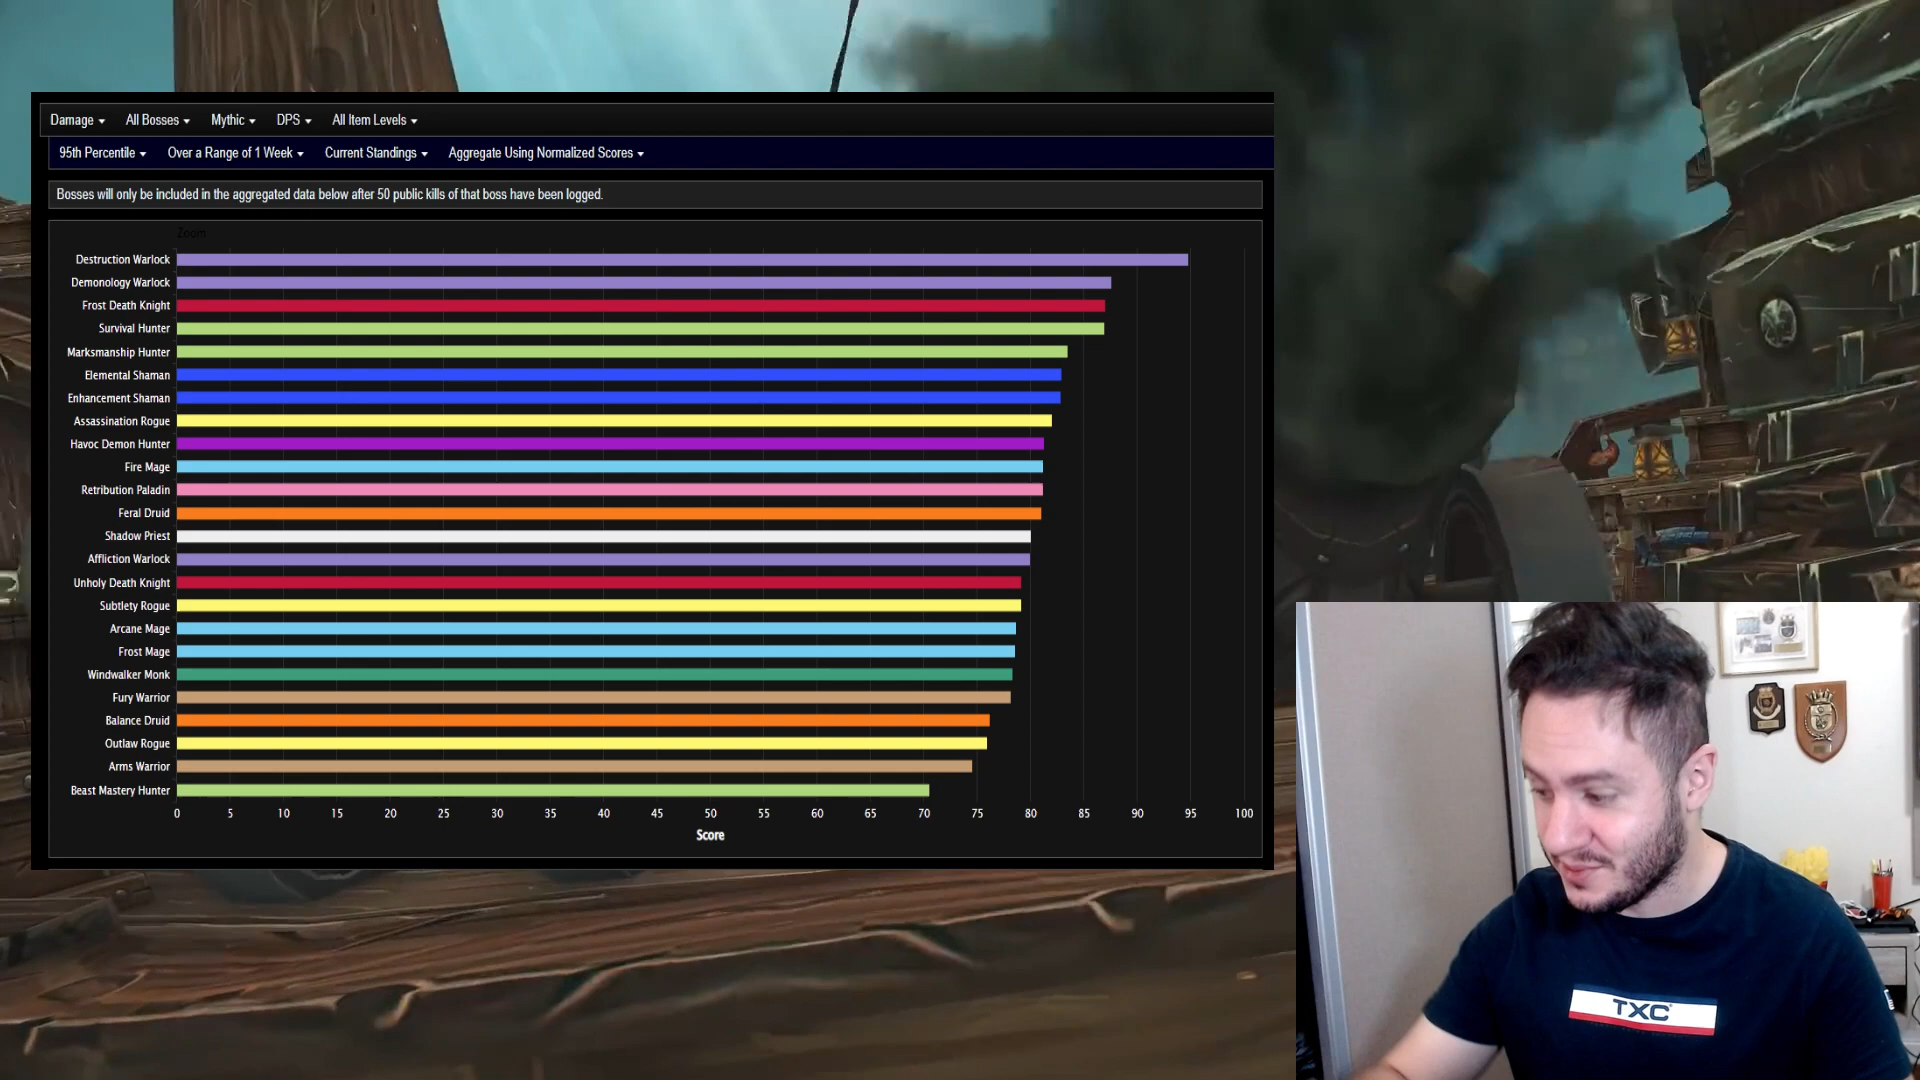 Damage All Bosses Mythic DPS All Item Levels
95th Percentile Over a Range of 1 Week Current Standings Aggregate Using Normalized Scores
Bosses will only be included in the aggregated data below after 50 public kills of that boss have been logged.
Zoom
Destruction Warlock
Demonology Warlock
Frost Death Knight
Survival Hunter
Marksmanship Hunter
Elemental Shaman
Enhancement Shaman
Assassination Rogue
Havoc Demon Hunter
Fire Mage
Retribution Paladin
Feral Druid
Shadow Priest
Affliction Warlock
Unholy Death Knight
Subtlety Rogue
Arcane Mage
Frost Mage
Windwalker Monk
Fury Warrior
Balance Druid
Outlaw Rogue
Arms Warrior
Beast Mastery Hunter
0 5 10 15 20 25 30 35 40 45 50 55 60 65 70 75 80 85 90 95 100
Score
TXC